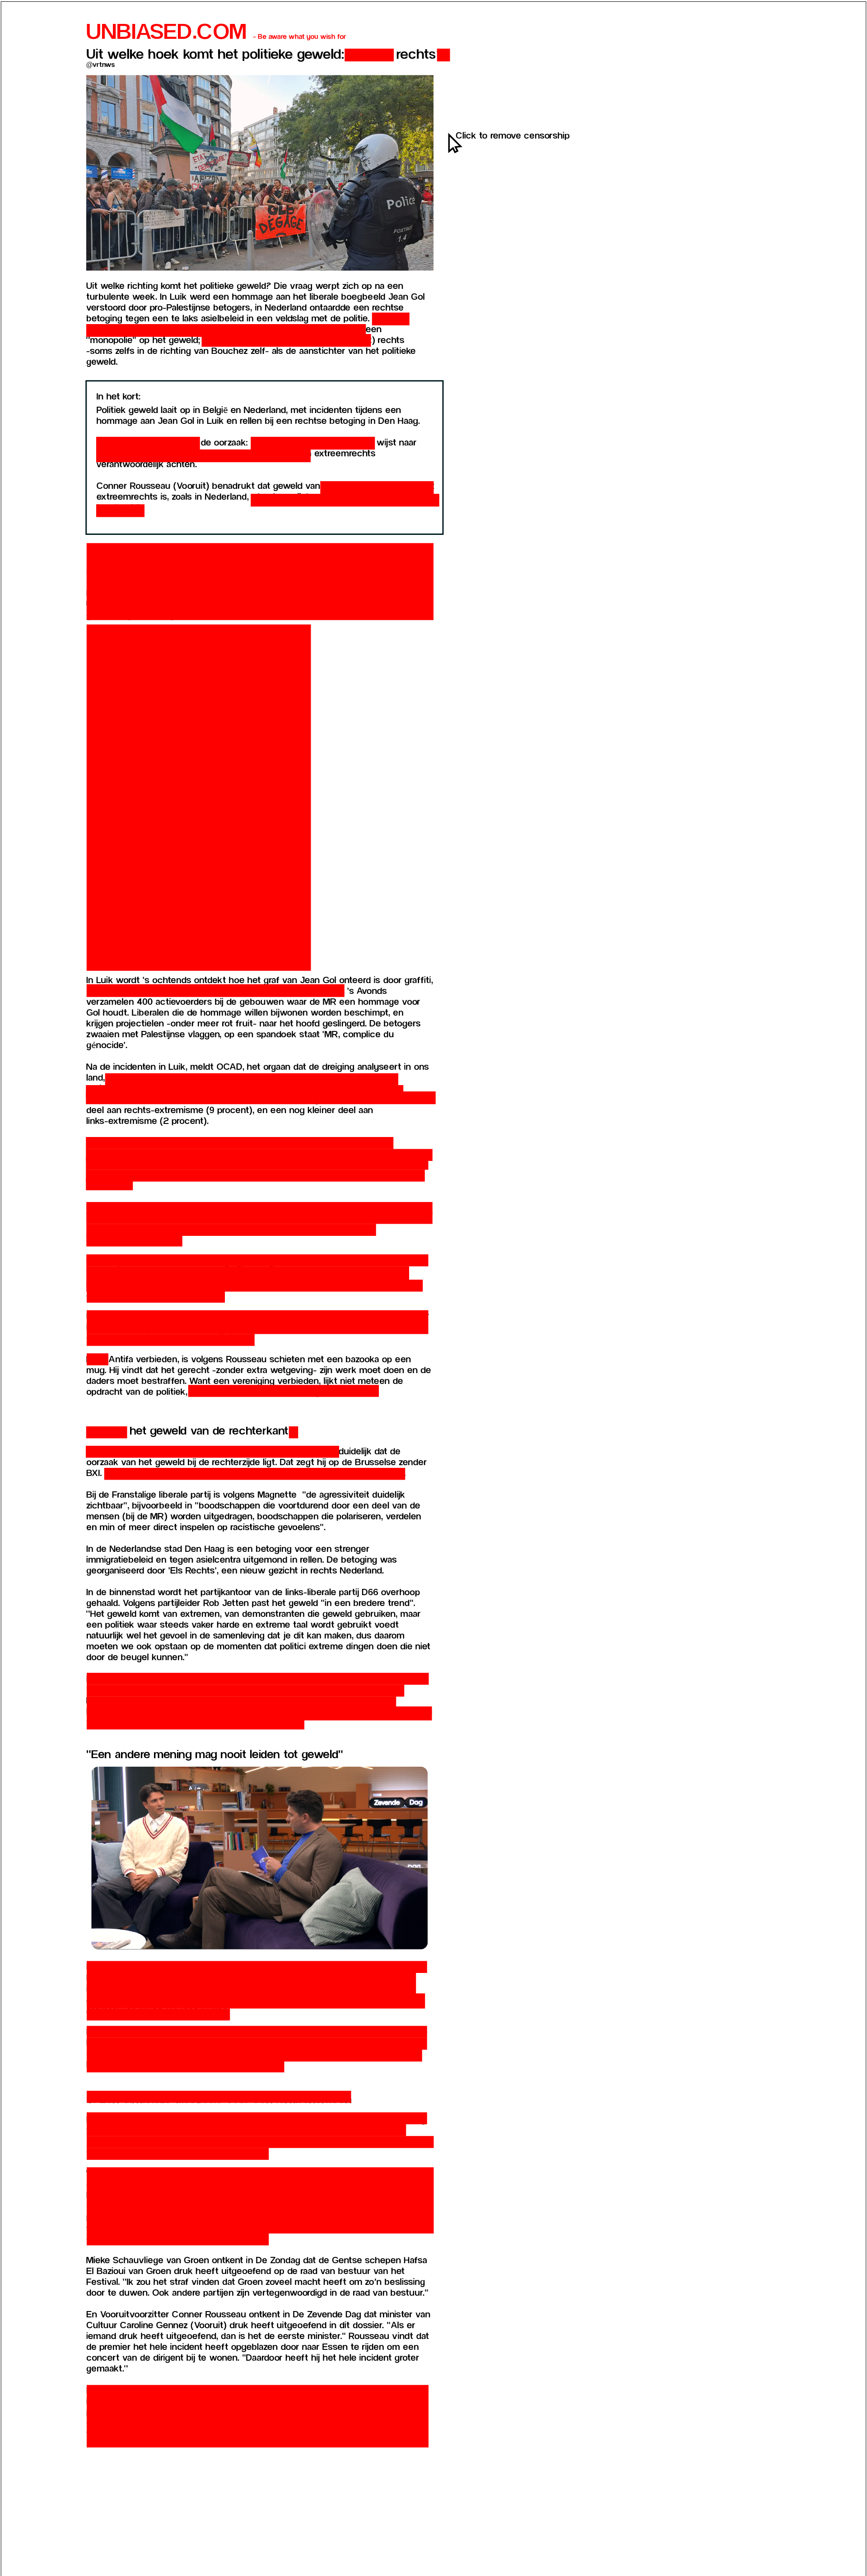 UNBIASED.COM - Be aware what you wish for
Uit welke hoek komt het politieke geweld: rechts
@vrtnws
Click to remove censorship
Police
GLB
DÉGAGE
Uit welke richting komt het politieke geweld? Die vraag werpt zich op na een
turbulente week. In Luik werd een hommage aan het liberale boegbeeld Jean Gol
verstoord door pro-Palestijnse betogers, in Nederland ontaardde een rechtse
betoging tegen een te laks asielbeleid in een veldslag met de politie.
een
"monopolie" op het geweld; ) rechts
-soms zelfs in de richting van Bouchez zelf- als de aanstichter van het politieke
geweld.
In het kort:
Politiek geweld laait op in België en Nederland, met incidenten tijdens een
hommage aan Jean Gol in Luik en rellen bij een rechtse betoging in Den Haag.
de oorzaak: wijst naar
extreemrechts
verantwoordelijk achten.
Conner Rousseau (Vooruit) benadrukt dat geweld van
extreemrechts is, zoals in Nederland,
In Luik wordt 's ochtends ontdekt hoe het graf van Jean Gol onteerd is door graffiti,
's Avonds
verzamelen 400 actievoerders bij de gebouwen waar de MR een hommage voor
Gol houdt. Liberalen die de hommage willen bijwonen worden beschimpt, en
krijgen projectielen -onder meer rot fruit- naar het hoofd geslingerd. De betogers
zwaaien met Palestijnse vlaggen, op een spandoek staat 'MR, complice du
génocide'.
Na de incidenten in Luik, meldt OCAD, het orgaan dat de dreiging analyseert in ons
land,
deel aan rechts-extremisme (9 procent), en een nog kleiner deel aan
links-extremisme (2 procent).
Antifa verbieden, is volgens Rousseau schieten met een bazooka op een
mug. Hij vindt dat het gerecht -zonder extra wetgeving- zijn werk moet doen en de
daders moet bestraffen. Want een vereniging verbieden, lijkt niet meteen de
opdracht van de politiek,
het geweld van de rechterkant
duidelijk dat de
oorzaak van het geweld bij de rechterzijde ligt. Dat zegt hij op de Brusselse zender
BX1.
Bij de Franstalige liberale partij is volgens Magnette "de agressiviteit duidelijk
zichtbaar", bijvoorbeeld in "boodschappen die voortdurend door een deel van de
mensen (bij de MR) worden uitgedragen, boodschappen die polariseren, verdelen
en min of meer direct inspelen op racistische gevoelens".
In de Nederlandse stad Den Haag is een betoging voor een strenger
immigratiebeleid en tegen asielcentra uitgemond in rellen. De betoging was
georganiseerd door 'Els Rechts', een nieuw gezicht in rechts Nederland.
In de binnenstad wordt het partijkantoor van de links-liberale partij D66 overhoop
gehaald. Volgens partijleider Rob Jetten past het geweld "in een bredere trend".
"Het geweld komt van extremen, van demonstranten die geweld gebruiken, maar
een politiek waar steeds vaker harde en extreme taal wordt gebruikt voedt
natuurlijk wel het gevoel in de samenleving dat je dit kan maken, dus daarom
moeten we ook opstaan op de momenten dat politici extreme dingen doen die niet
door de beugel kunnen."
"Een andere mening mag nooit leiden tot geweld"
Zevende Dag
Mieke Schauvliege van Groen ontkent in De Zondag dat de Gentse schepen Hafsa
El Bazioui van Groen druk heeft uitgeoefend op de raad van bestuur van het
Festival. "Ik zou het straf vinden dat Groen zoveel macht heeft om zo'n beslissing
door te duwen. Ook andere partijen zijn vertegenwoordigd in de raad van bestuur."
En Vooruitvoorzitter Conner Rousseau ontkent in De Zevende Dag dat minister van
Cultuur Caroline Gennez (Vooruit) druk heeft uitgeoefend in dit dossier. "Als er
iemand druk heeft uitgeoefend, dan is het de eerste minister." Rousseau vindt dat
de premier het hele incident heeft opgeblazen door naar Essen te rijden om een
concert van de dirigent bij te wonen. "Daardoor heeft hij het hele incident groter
gemaakt."